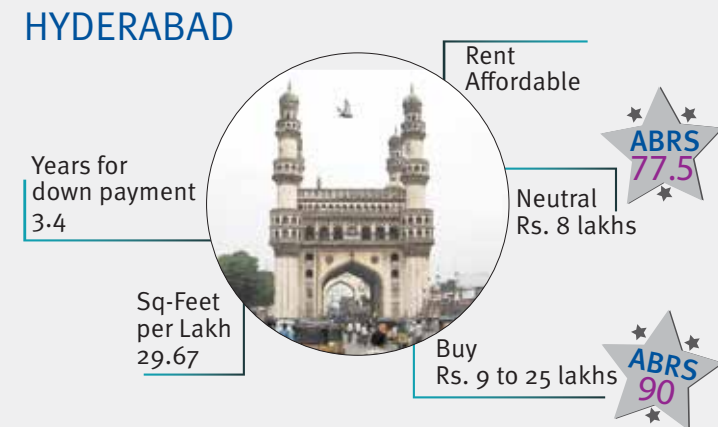 HYDERABAD
Rent
Affordable
ABRS
77.5
Years for
down payment
3.4
Neutral
Rs. 8 lakhs
Sq-Feet
per Lakh
29.67
Buy
Rs. 9 to 25 lakhs
ABRS
90